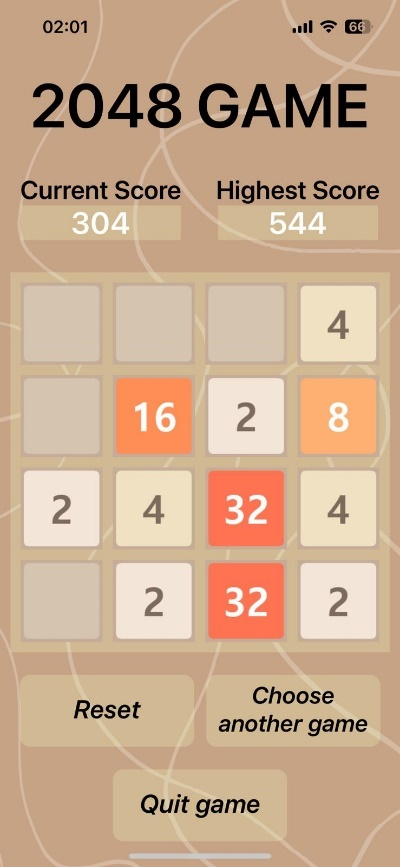 02:01
66
2048 GAME
Current Score Highest Score
304 544
4
16 2 8
2 4 32 4
2 32 2
Reset
Choose
another game
Quit game